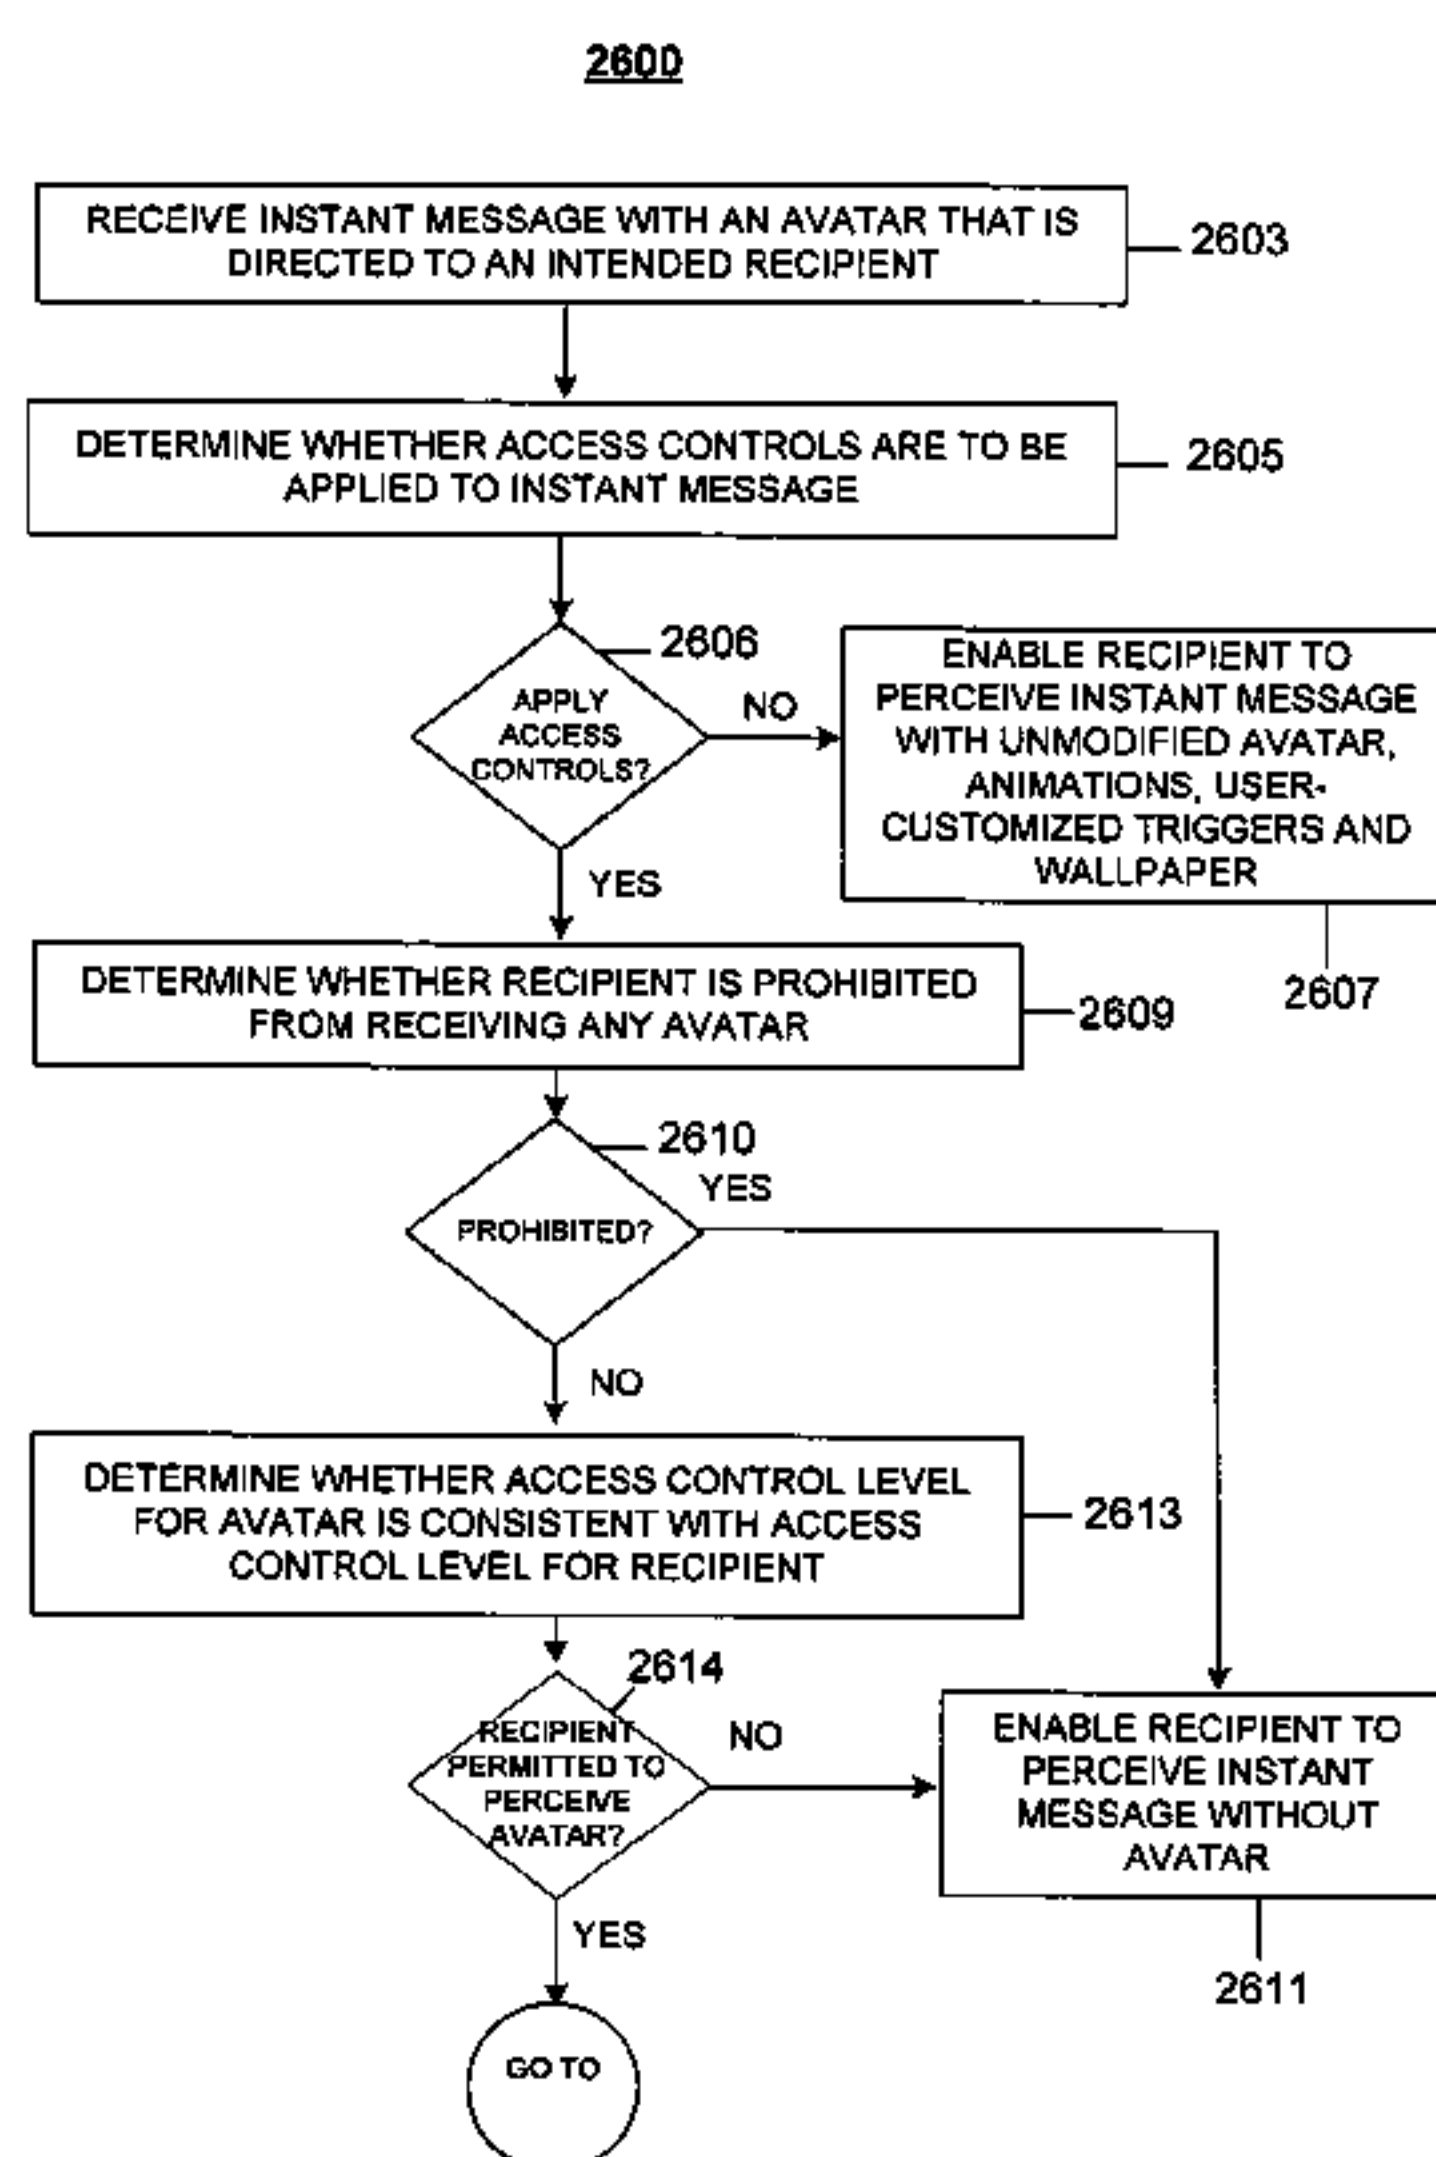 2600
RECEIVE INSTANT MESSAGE WITH AN AVATAR THAT IS
DIRECTED TO AN INTENDED RECIPIENT
2603
DETERMINE WHETHER ACCESS CONTROLS ARE TO BE
APPLIED TO INSTANT MESSAGE
2605
2606
APPLY
ACCESS
CONTROLS?
NO
YES
ENABLE RECIPIENT TO
PERCEIVE INSTANT MESSAGE
WITH UNMODIFIED AVATAR,
ANIMATIONS, USER-
CUSTOMIZED TRIGGERS AND
WALLPAPER
2607
DETERMINE WHETHER RECIPIENT IS PROHIBITED
FROM RECEIVING ANY AVATAR
2609
2610
YES
PROHIBITED?
NO
DETERMINE WHETHER ACCESS CONTROL LEVEL
FOR AVATAR IS CONSISTENT WITH ACCESS
CONTROL LEVEL FOR RECIPIENT
2613
2614
RECIPIENT
PERMITTED TO
PERCEIVE
AVATAR?
NO
YES
ENABLE RECIPIENT TO
PERCEIVE INSTANT
MESSAGE WITHOUT
AVATAR
2611
GO TO